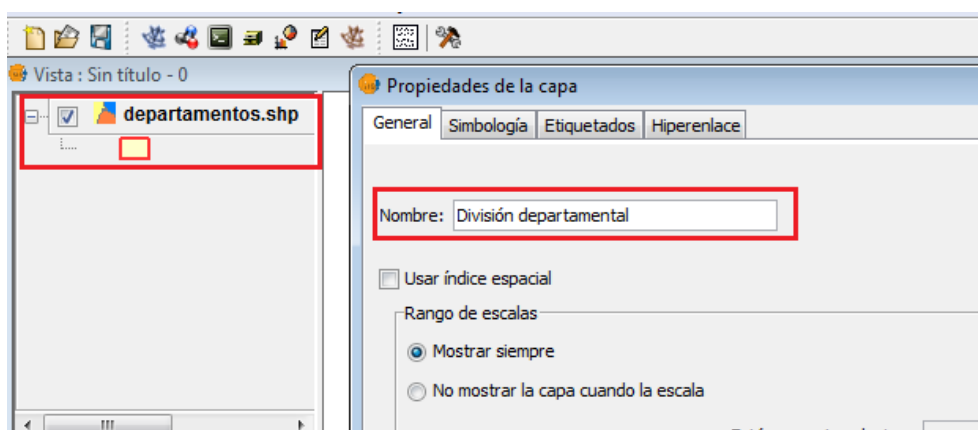 Vista : Sin título - 0
departamentos.shp
Propiedades de la capa
General Simbología Etiquetados Hiperenlace
Nombre: División departamental
Usar índice espacial
Rango de escalas
Mostrar siempre
No mostrar la capa cuando la escala